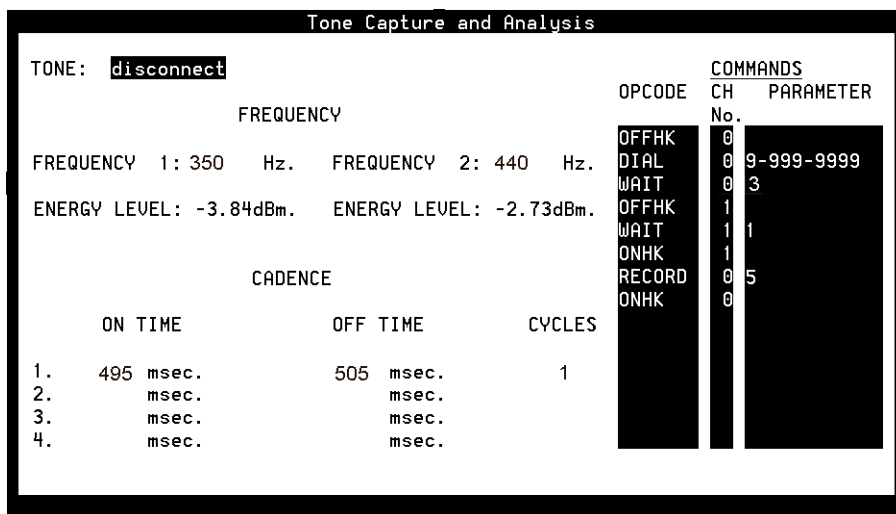 Tone Capture and Analysis
TONE: disconnect
FREQUENCY
FREQUENCY 1: 350 Hz. FREQUENCY 2: 440 Hz.
ENERGY LEVEL: -3.84dBm. ENERGY LEVEL: -2.73dBm.
CADENCE
ON TIME OFF TIME CYCLES
1. 495 msec. 505 msec. 1
2. msec. msec.
3. msec. msec.
4. msec. msec.
COMMANDS
OPCODE CH PARAMETER
No.
OFFHK 0
DIAL 0 9-999-9999
WAIT 0 3
OFFHK 1
WAIT 1 1
ONHK 1
RECORD 0 5
ONHK 0